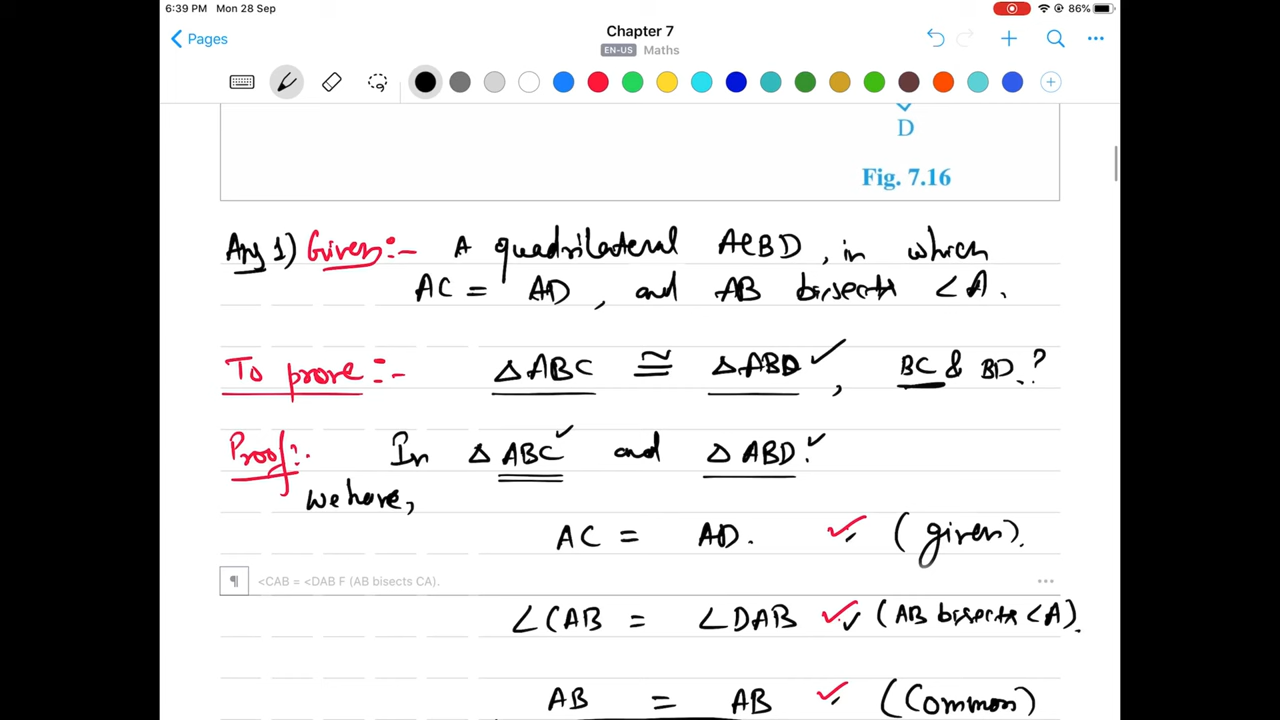 6:39 PM Mon 28 Sep
86%
Pages
Chapter 7
EN-US Maths
D
Fig. 7.16
Ans 1) Given:- A quadrilateral ACBD, in which
AC = AD, and AB bisects ∠A.
To prove:- △ABC ≅ △ABD ✓, BC & BD.?
Proof:. In △ABC ✓ and △ABD. ✓
we have,
AC = AD. ✓ (given).
<CAB = <DAB F (AB bisects CA).
∠CAB = ∠DAB ✓✓ (AB bisects ∠A).
AB = AB ✓ (Common)